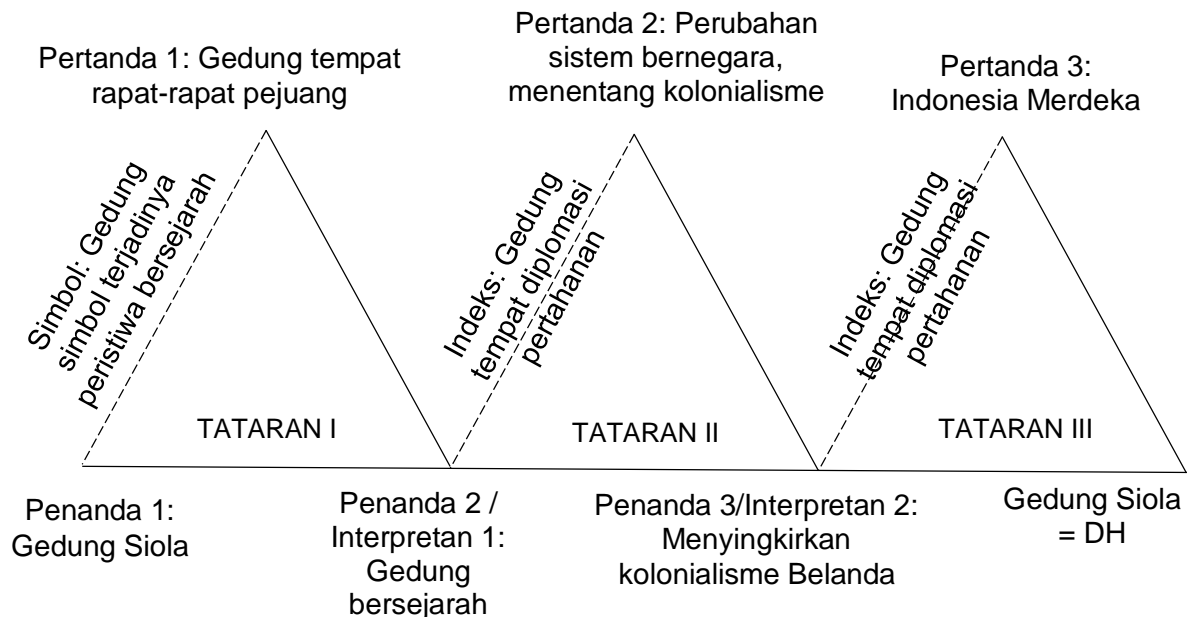 Pertanda 1: Gedung tempat
rapat-rapat pejuang
Pertanda 2: Perubahan
sistem bernegara,
menentang kolonialisme
Pertanda 3:
Indonesia Merdeka
Simbol: Gedung
simbol terjadinya
peristiwa bersejarah
Indeks: Gedung
tempat diplomasi
pertahanan
Indeks: Gedung
tempat diplomasi
pertahanan
TATARAN I
TATARAN II
TATARAN III
Penanda 1:
Gedung Siola
Penanda 2 /
Interpretan 1:
Gedung
bersejarah
Penanda 3/Interpretan 2:
Menyingkirkan
kolonialisme Belanda
Gedung Siola
= DH